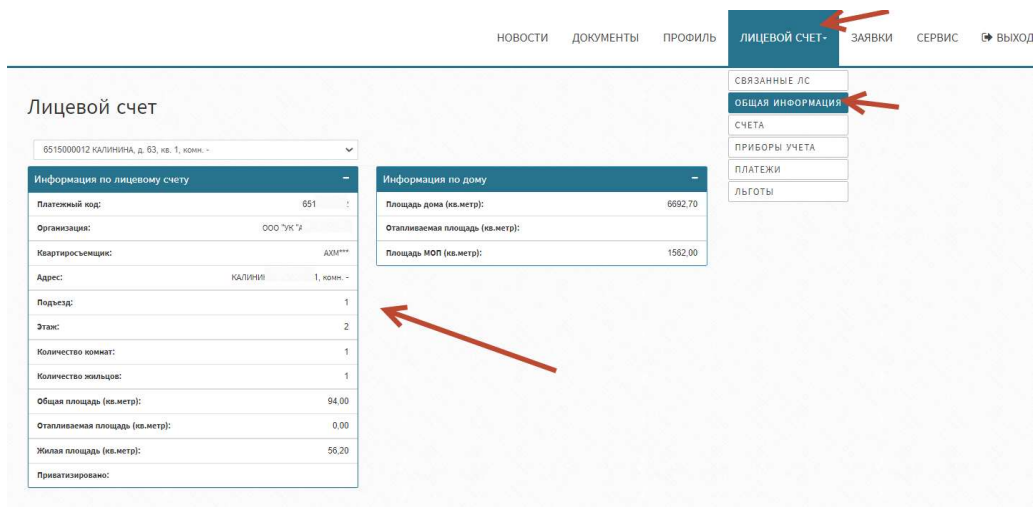 НОВОСТИ ДОКУМЕНТЫ ПРОФИЛЬ ЛИЦЕВОЙ СЧЕТ ЗАЯВКИ СЕРВИС ВЫХОД
СВЯЗАННЫЕ ЛС
ОБЩАЯ ИНФОРМАЦИЯ
СЧЕТА
ПРИБОРЫ УЧЕТА
ПЛАТЕЖИ
ЛЬГОТЫ
Лицевой счет
6515000012 КАЛИНИНА, д. 63, кв. 1, комн. -
Информация по лицевому счету
Платежный код: 651
Организация: ООО "УК "
Квартиросъемщик: АХМ***
Адрес: КАЛИНИ 1, комн. -
Подъезд: 1
Этаж: 2
Количество комнат: 1
Количество жильцов: 1
Общая площадь (кв.метр): 94,00
Отапливаемая площадь (кв.метр): 0,00
Жилая площадь (кв.метр): 56,20
Приватизировано:
Информация по дому
Площадь дома (кв.метр): 6692,70
Отапливаемая площадь (кв.метр):
Площадь МОП (кв.метр): 1562,00